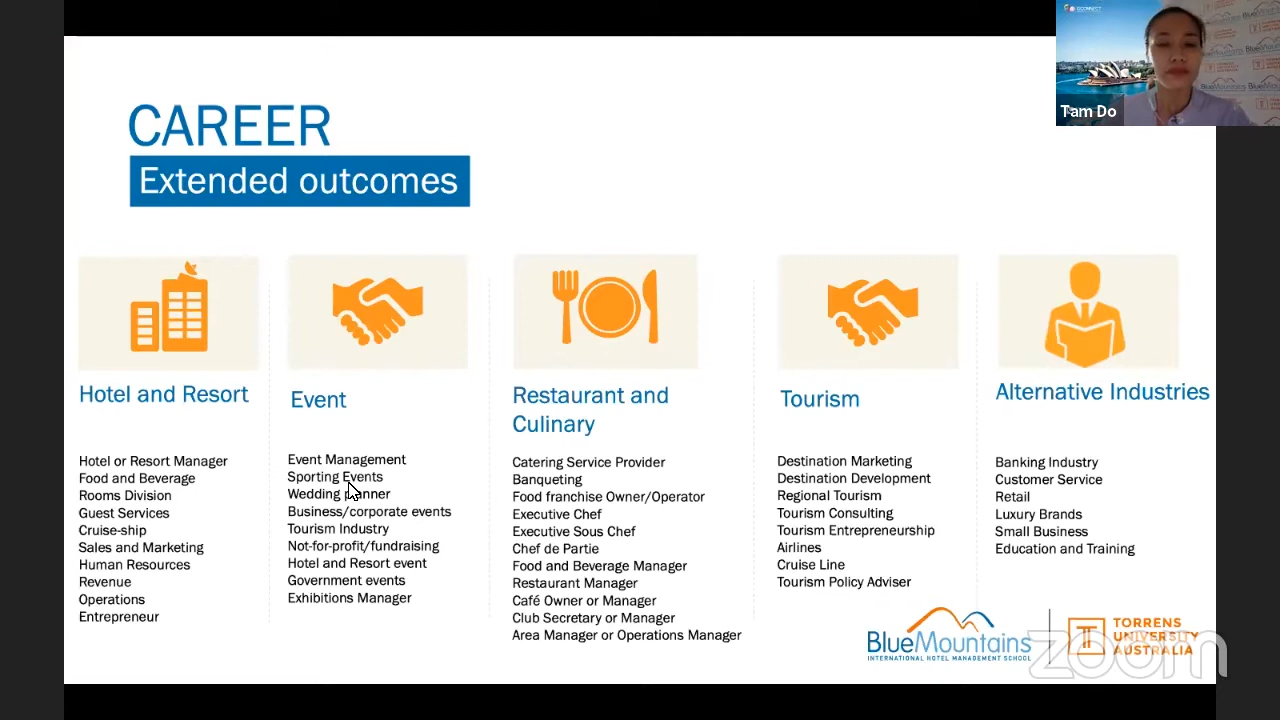 CAREER
Extended outcomes
Tam Do
Hotel and Resort
Hotel or Resort Manager
Food and Beverage
Rooms Division
Guest Services
Cruise-ship
Sales and Marketing
Human Resources
Revenue
Operations
Entrepreneur
Event
Event Management
Sporting Events
Wedding planner
Business/corporate events
Tourism Industry
Not-for-profit/fundraising
Hotel and Resort event
Government events
Exhibitions Manager
Restaurant and
Culinary
Catering Service Provider
Banqueting
Food franchise Owner/Operator
Executive Chef
Executive Sous Chef
Chef de Partie
Food and Beverage Manager
Restaurant Manager
Café Owner or Manager
Club Secretary or Manager
Area Manager or Operations Manager
Tourism
Destination Marketing
Destination Development
Regional Tourism
Tourism Consulting
Tourism Entrepreneurship
Airlines
Cruise Line
Tourism Policy Adviser
Alternative Industries
Banking Industry
Customer Service
Retail
Luxury Brands
Small Business
Education and Training
BlueMountains
INTERNATIONAL HOTEL MANAGEMENT SCHOOL
TORRENS
UNIVERSITY
AUSTRALIA
zoom